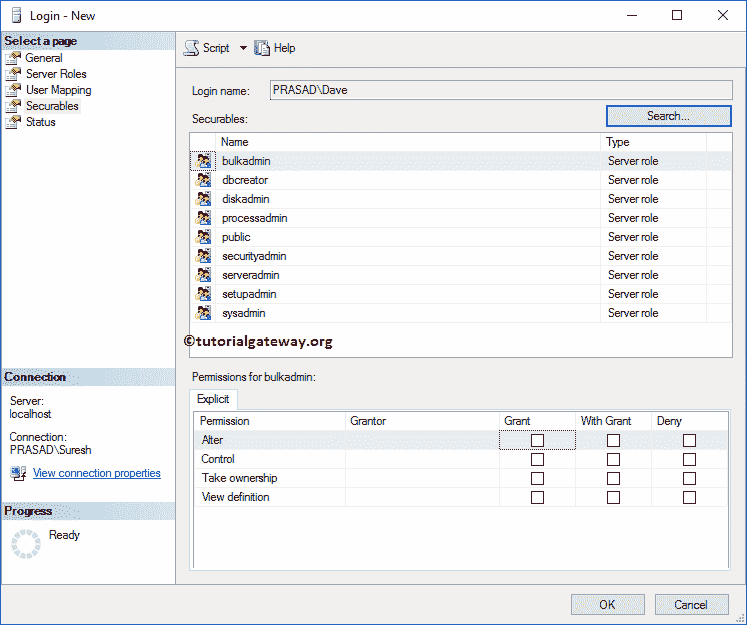 Login - New
Select a page
General
Server Roles
User Mapping
Securables
Status
Connection
Server:
localhost
Connection:
PRASAD\Suresh
View connection properties
Progress
Ready
Script Help
Login name: PRASAD\Dave
Securables: Search...
Name Type
bulkadmin Server role
dbcreator Server role
diskadmin Server role
processadmin Server role
public Server role
securityadmin Server role
serveradmin Server role
setupadmin Server role
sysadmin Server role
©tutorialgateway.org
Permissions for bulkadmin:
Explicit
Permission Grantor Grant With Grant Deny
Alter
Control
Take ownership
View definition
OK Cancel